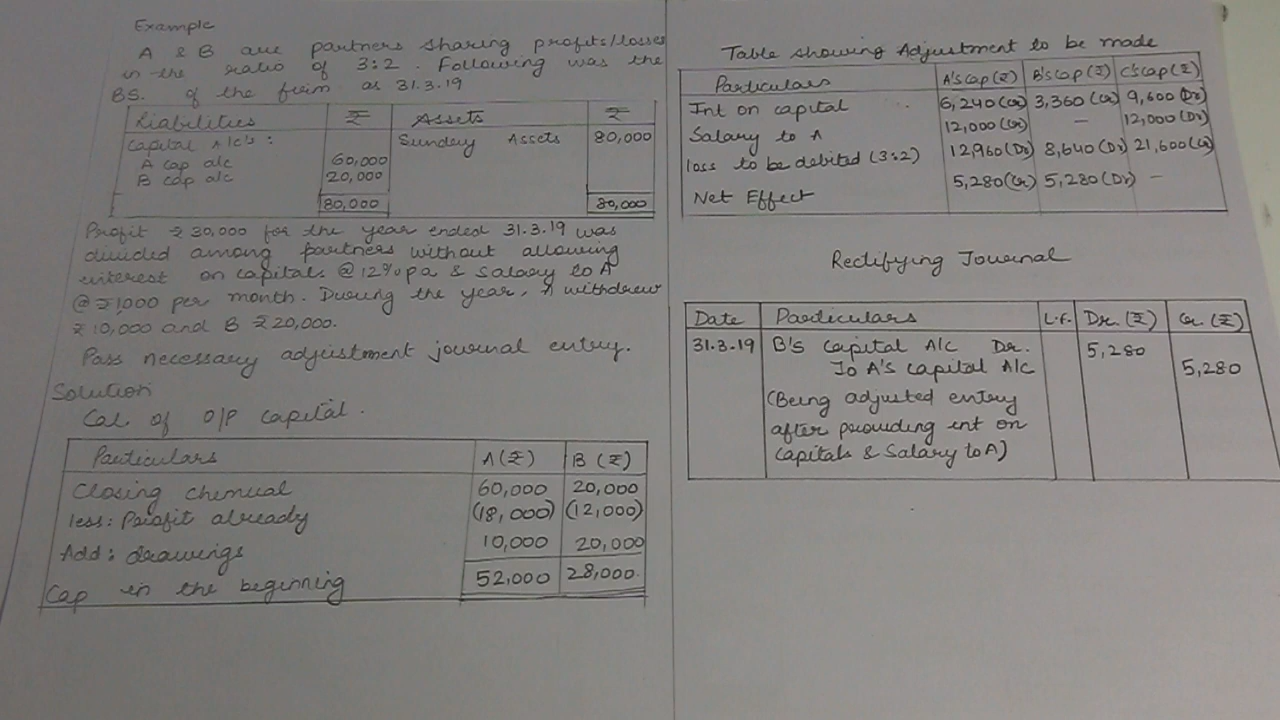 Example
A & B are partners sharing profits/losses
in the ratio of 3:2. Following was the
BS. of the firm as 31.3.19
Liabilities ₹ Assets ₹
Capital A/c's: Sundry Assets 80,000
A cap a/c 60,000
B cap a/c 20,000
80,000 80,000
Profit ₹ 30,000 for the year ended 31.3.19 was
divided among partners without allowing
interest on capitals @ 12% pa & salary to A
@ ₹1,000 per month. During the year, A withdrew
₹ 10,000 and B ₹ 20,000.
Pass necessary adjustment journal entry.
Solution
Cal of O/P capital.
Particulars A (₹) B (₹)
Closing chemical 60,000 20,000
less: Profit already (18,000) (12,000)
Add: drawings 10,000 20,000
Cap in the beginning 52,000 28,000
Table showing Adjustment to be made
Particulars A's Cap (₹) B's Cap (₹) C's Cap (₹)
Int on capital 6,240 (Cr) 3,360 (Cr) 9,600 (Dr)
Salary to A 12,000 (Cr) - 12,000 (Dr)
loss to be debited (3:2) 12,960 (Dr) 8,640 (Dr) 21,600 (Cr)
Net Effect 5,280 (Cr) 5,280 (Dr) -
Rectifying Journal
Date Particulars L.f. Dr. (₹) Cr. (₹)
31.3.19 B's capital A/c Dr. 5,280
To A's capital A/c 5,280
(Being adjusted entry
after providing int on
capitals & Salary to A)